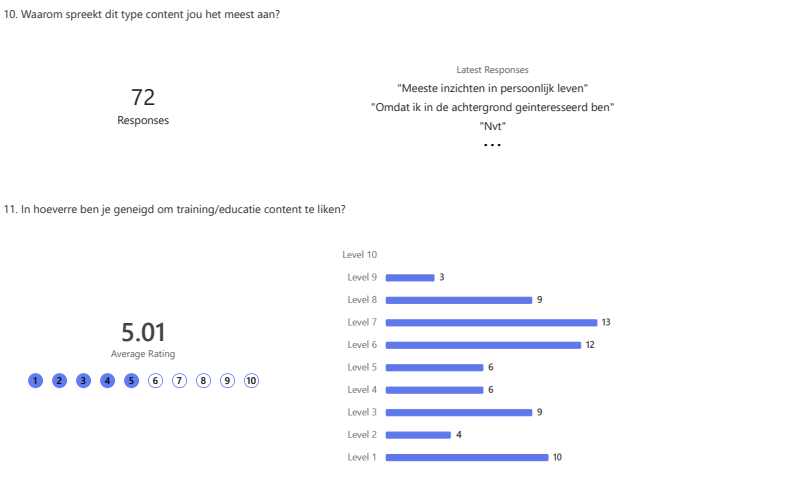 10. Waarom spreekt dit type content jou het meest aan?
72
Responses
Latest Responses
"Meeste inzichten in persoonlijk leven"
"Omdat ik in de achtergrond geinteresseerd ben"
"Nvt"
...
11. In hoeverre ben je geneigd om training/educatie content te liken?
5.01
Average Rating
1 2 3 4 5 6 7 8 9 10
Level 10
Level 9 3
Level 8 9
Level 7 13
Level 6 12
Level 5 6
Level 4 6
Level 3 9
Level 2 4
Level 1 10